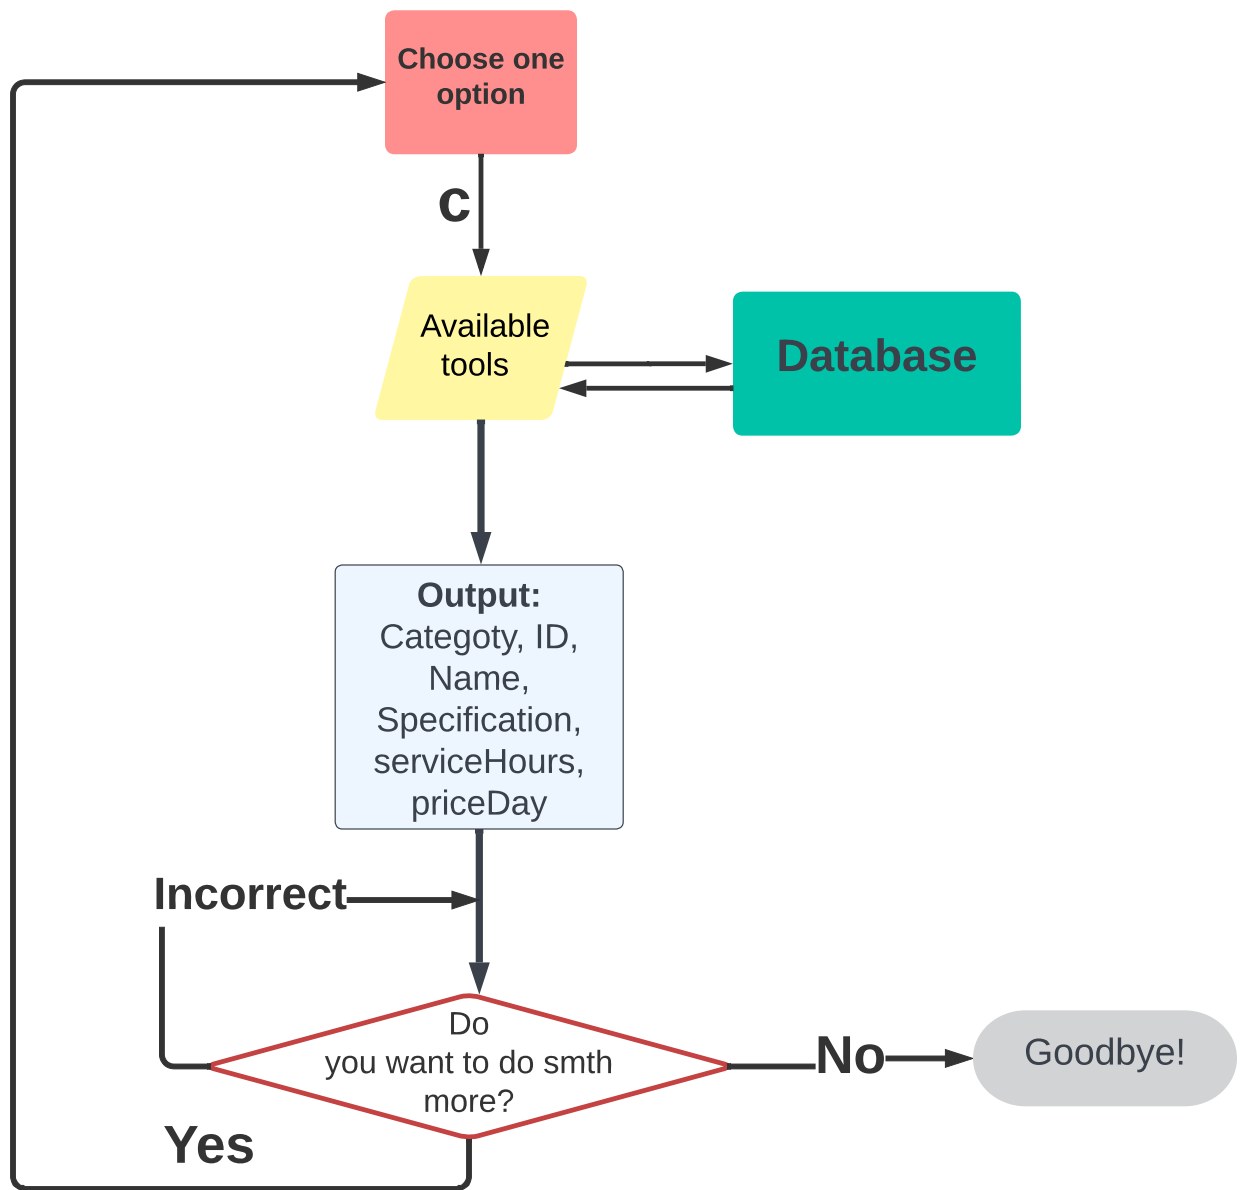 Choose one
option
c
Available
tools
Database
Output:
Categoty, ID,
Name,
Specification,
serviceHours,
priceDay
Incorrect
Do
you want to do smth
more?
No
Goodbye!
Yes